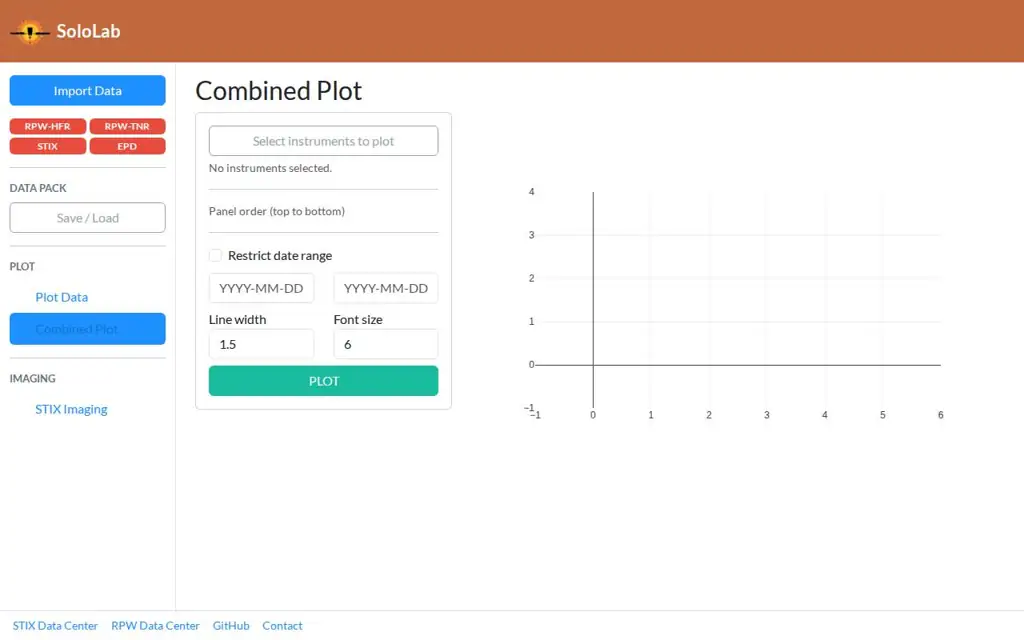 SoloLab
Import Data
RPW-HFR RPW-TNR
STIX EPD
DATA PACK
Save / Load
PLOT
Plot Data
Combined Plot
IMAGING
STIX Imaging
Combined Plot
Select instruments to plot
No instruments selected.
Panel order (top to bottom)
Restrict date range
YYYY-MM-DD YYYY-MM-DD
Line width Font size
1.5 6
PLOT
4
3
2
1
0
−1
−1 0 1 2 3 4 5 6
STIX Data Center RPW Data Center GitHub Contact